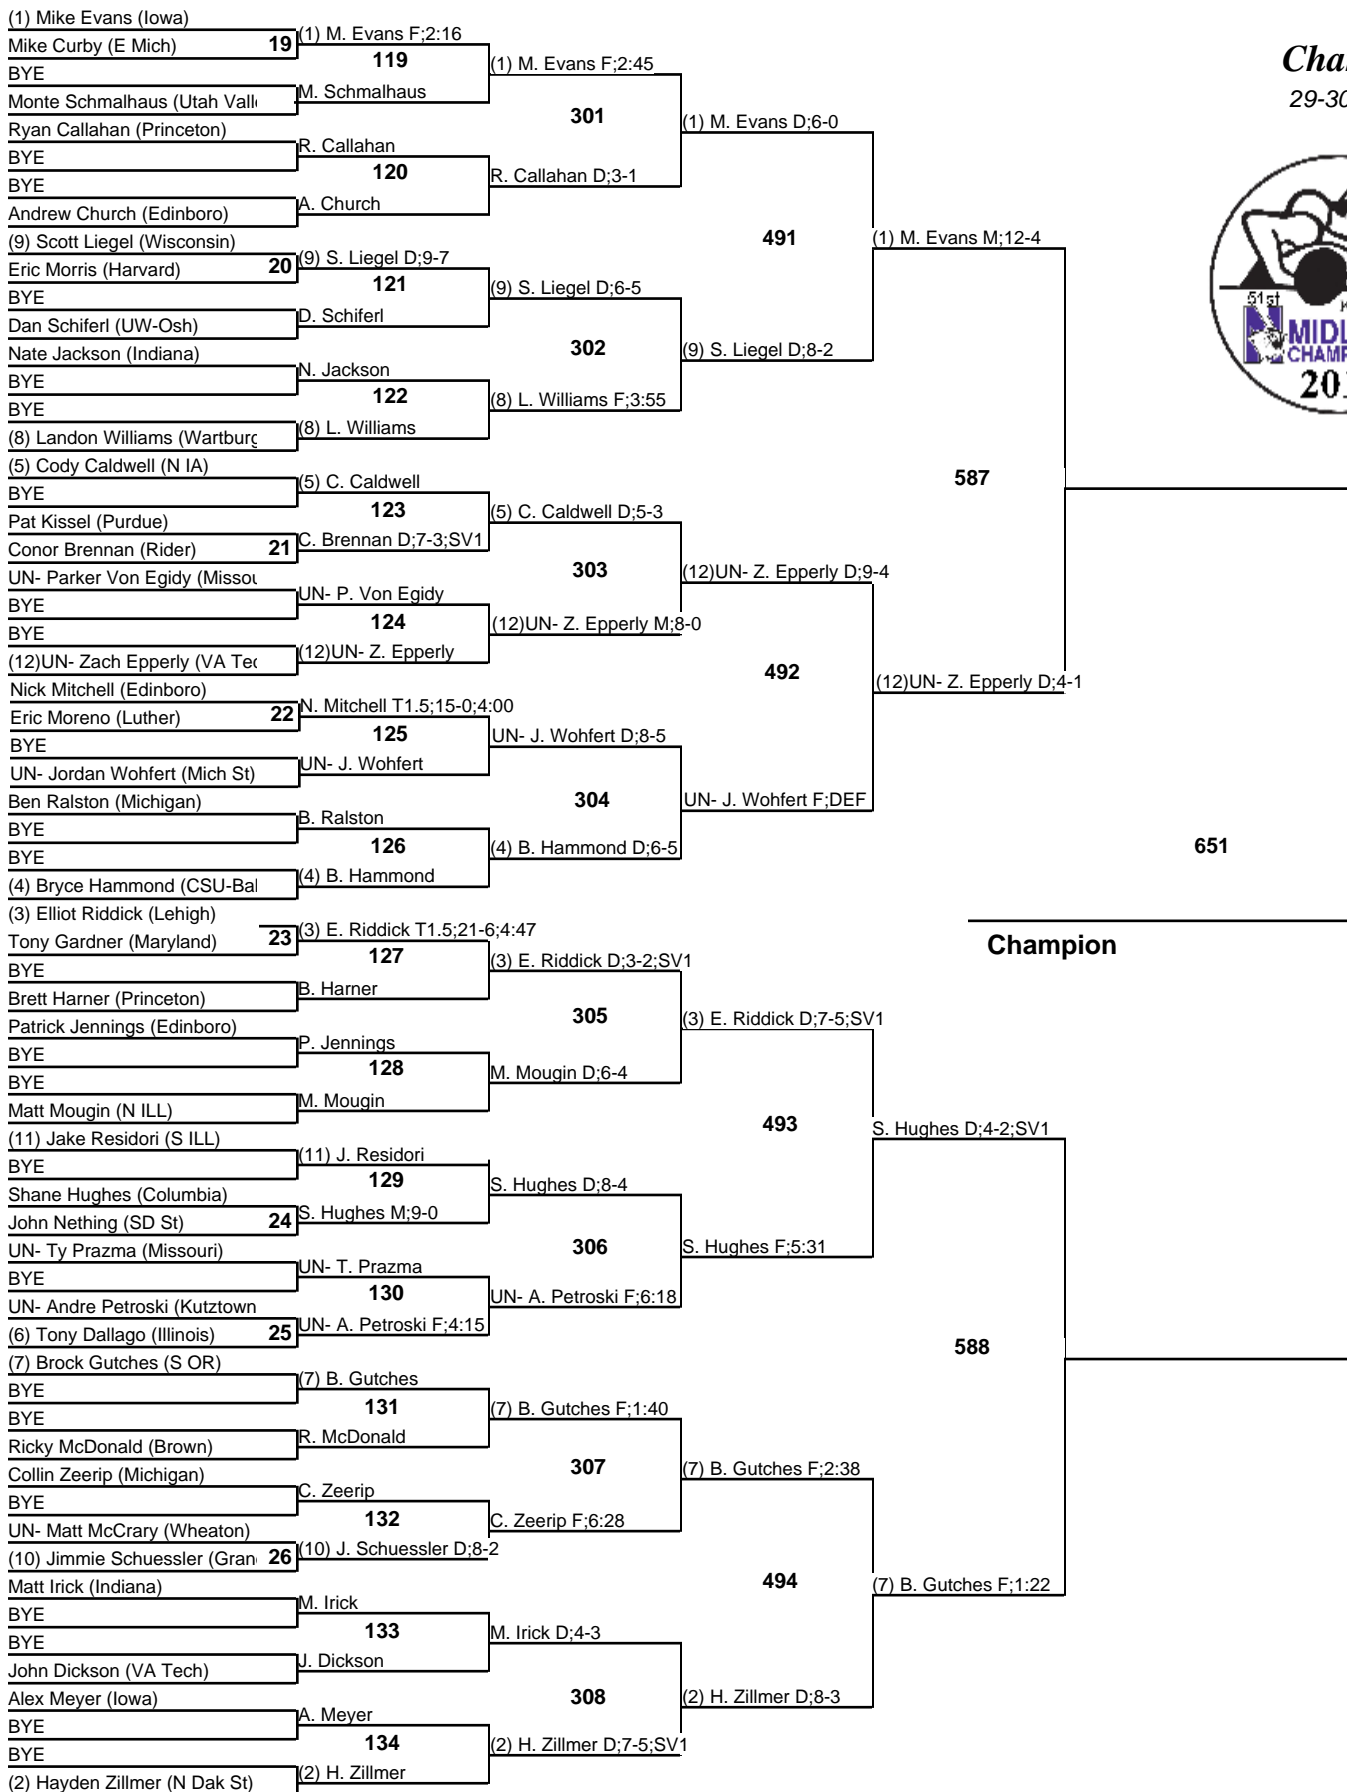 (1) Mike Evans (Iowa)
Mike Curby (E Mich)
19
BYE
Monte Schmalhaus (Utah Vall
Ryan Callahan (Princeton)
BYE
BYE
Andrew Church (Edinboro)
(9) Scott Liegel (Wisconsin)
Eric Morris (Harvard)
20
BYE
Dan Schiferl (UW-Osh)
Nate Jackson (Indiana)
BYE
BYE
(8) Landon Williams (Wartburg
(5) Cody Caldwell (N IA)
BYE
Pat Kissel (Purdue)
Conor Brennan (Rider)
21
UN- Parker Von Egidy (Missou
BYE
BYE
(12)UN- Zach Epperly (VA Tec
Nick Mitchell (Edinboro)
Eric Moreno (Luther)
22
BYE
UN- Jordan Wohfert (Mich St)
Ben Ralston (Michigan)
BYE
BYE
(4) Bryce Hammond (CSU-Bal
(3) Elliot Riddick (Lehigh)
Tony Gardner (Maryland)
23
BYE
Brett Harner (Princeton)
Patrick Jennings (Edinboro)
BYE
BYE
Matt Mougin (N ILL)
(11) Jake Residori (S ILL)
BYE
Shane Hughes (Columbia)
John Nething (SD St)
24
UN- Ty Prazma (Missouri)
BYE
UN- Andre Petroski (Kutztown
(6) Tony Dallago (Illinois)
25
(7) Brock Gutches (S OR)
BYE
BYE
Ricky McDonald (Brown)
Collin Zeerip (Michigan)
BYE
UN- Matt McCrary (Wheaton)
(10) Jimmie Schuessler (Gran
26
Matt Irick (Indiana)
BYE
BYE
John Dickson (VA Tech)
Alex Meyer (Iowa)
BYE
BYE
(2) Hayden Zillmer (N Dak St)
(1) M. Evans F;2:16
119
M. Schmalhaus
R. Callahan
120
A. Church
(9) S. Liegel D;9-7
121
D. Schiferl
N. Jackson
122
(8) L. Williams
(5) C. Caldwell
123
C. Brennan D;7-3;SV1
UN- P. Von Egidy
124
(12)UN- Z. Epperly
N. Mitchell T1.5;15-0;4:00
125
UN- J. Wohfert
B. Ralston
126
(4) B. Hammond
(3) E. Riddick T1.5;21-6;4:47
127
B. Harner
P. Jennings
128
M. Mougin
(11) J. Residori
129
S. Hughes M;9-0
UN- T. Prazma
130
UN- A. Petroski F;4:15
(7) B. Gutches
131
R. McDonald
C. Zeerip
132
(10) J. Schuessler D;8-2
M. Irick
133
J. Dickson
A. Meyer
134
(2) H. Zillmer
(1) M. Evans F;2:45
301
R. Callahan D;3-1
(9) S. Liegel D;6-5
302
(8) L. Williams F;3:55
(5) C. Caldwell D;5-3
303
(12)UN- Z. Epperly M;8-0
UN- J. Wohfert D;8-5
304
(4) B. Hammond D;6-5
(3) E. Riddick D;3-2;SV1
305
M. Mougin D;6-4
S. Hughes D;8-4
306
UN- A. Petroski F;6:18
(7) B. Gutches F;1:40
307
C. Zeerip F;6:28
M. Irick D;4-3
308
(2) H. Zillmer D;7-5;SV1
(1) M. Evans D;6-0
491
(9) S. Liegel D;8-2
(12)UN- Z. Epperly D;9-4
492
UN- J. Wohfert F;DEF
(3) E. Riddick D;7-5;SV1
493
S. Hughes F;5:31
(7) B. Gutches F;2:38
494
(2) H. Zillmer D;8-3
(1) M. Evans M;12-4
587
(12)UN- Z. Epperly D;4-1
S. Hughes D;4-2;SV1
588
(7) B. Gutches F;1:22
651
Champion
Cha
29-30
51st
N
MIDL
CHAMP
201